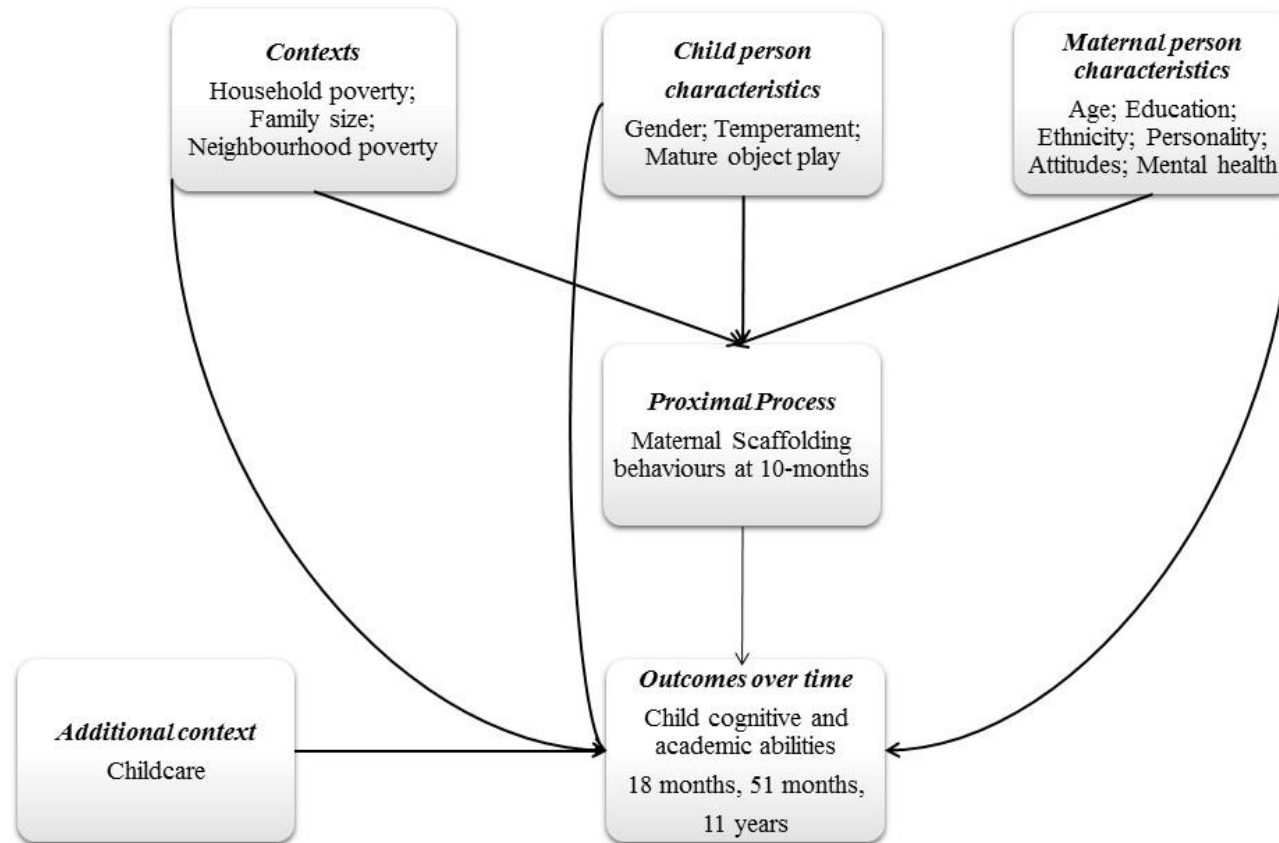 Contexts
Household poverty;
Family size;
Neighbourhood poverty
Child person
characteristics
Gender; Temperament;
Mature object play
Maternal person
characteristics
Age; Education;
Ethnicity; Personality;
Attitudes; Mental health
Proximal Process
Maternal Scaffolding
behaviours at 10-months
Additional context
Childcare
Outcomes over time
Child cognitive and
academic abilities
18 months, 51 months,
11 years